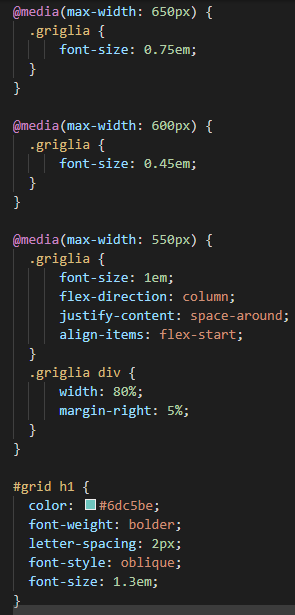 @media(max-width: 650px) {
.griglia {
font-size: 0.75em;
}
}
@media(max-width: 600px) {
.griglia {
font-size: 0.45em;
}
}
@media(max-width: 550px) {
.griglia {
font-size: 1em;
flex-direction: column;
justify-content: space-around;
align-items: flex-start;
}
.griglia div {
width: 80%;
margin-right: 5%;
}
}
#grid h1 {
color: #6dc5be;
font-weight: bolder;
letter-spacing: 2px;
font-style: oblique;
font-size: 1.3em;
}